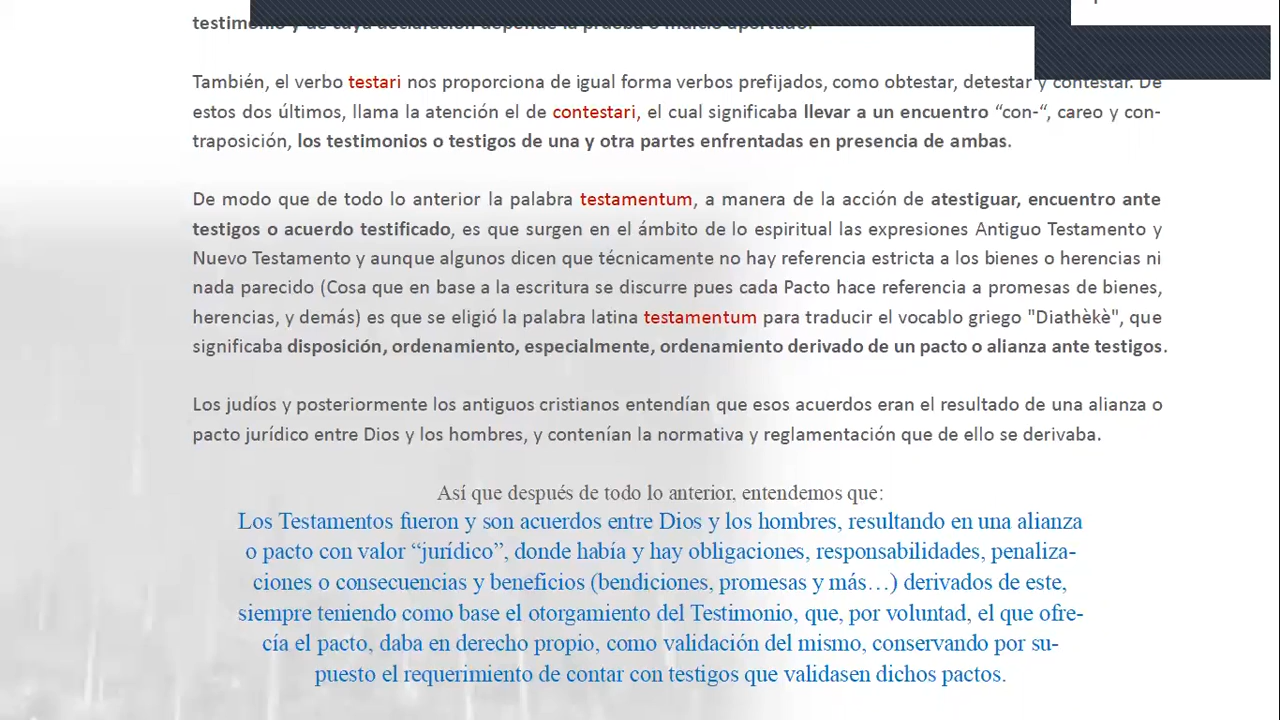 testimonio y de cuya declaración depende la prueba o indicio aportado.
También, el verbo testari nos proporciona de igual forma verbos prefijados, como obtestar, detestar y contestar. De
estos dos últimos, llama la atención el de contestari, el cual significaba llevar a un encuentro “con-“, careo y con-
traposición, los testimonios o testigos de una y otra partes enfrentadas en presencia de ambas.
De modo que de todo lo anterior la palabra testamentum, a manera de la acción de atestiguar, encuentro ante
testigos o acuerdo testificado, es que surgen en el ámbito de lo espiritual las expresiones Antiguo Testamento y
Nuevo Testamento y aunque algunos dicen que técnicamente no hay referencia estricta a los bienes o herencias ni
nada parecido (Cosa que en base a la escritura se discurre pues cada Pacto hace referencia a promesas de bienes,
herencias, y demás) es que se eligió la palabra latina testamentum para traducir el vocablo griego "Diathèkè", que
significaba disposición, ordenamiento, especialmente, ordenamiento derivado de un pacto o alianza ante testigos.
Los judíos y posteriormente los antiguos cristianos entendían que esos acuerdos eran el resultado de una alianza o
pacto jurídico entre Dios y los hombres, y contenían la normativa y reglamentación que de ello se derivaba.
Así que después de todo lo anterior, entendemos que:
Los Testamentos fueron y son acuerdos entre Dios y los hombres, resultando en una alianza
o pacto con valor “jurídico”, donde había y hay obligaciones, responsabilidades, penaliza-
ciones o consecuencias y beneficios (bendiciones, promesas y más…) derivados de este,
siempre teniendo como base el otorgamiento del Testimonio, que, por voluntad, el que ofre-
cía el pacto, daba en derecho propio, como validación del mismo, conservando por su-
puesto el requerimiento de contar con testigos que validasen dichos pactos.